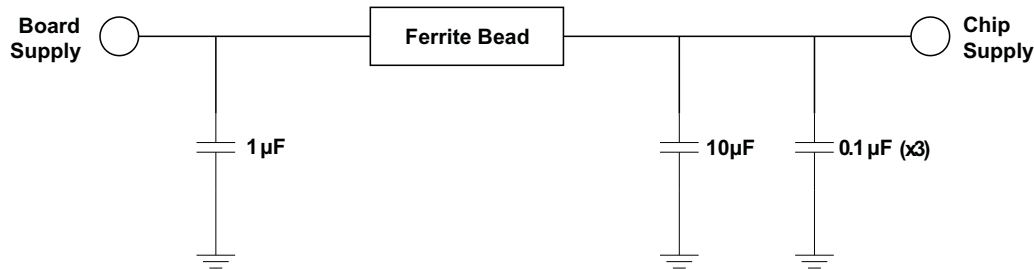 Board
Supply
Ferrite Bead
Chip
Supply
1 µF
10µF
0.1 µF (x3)